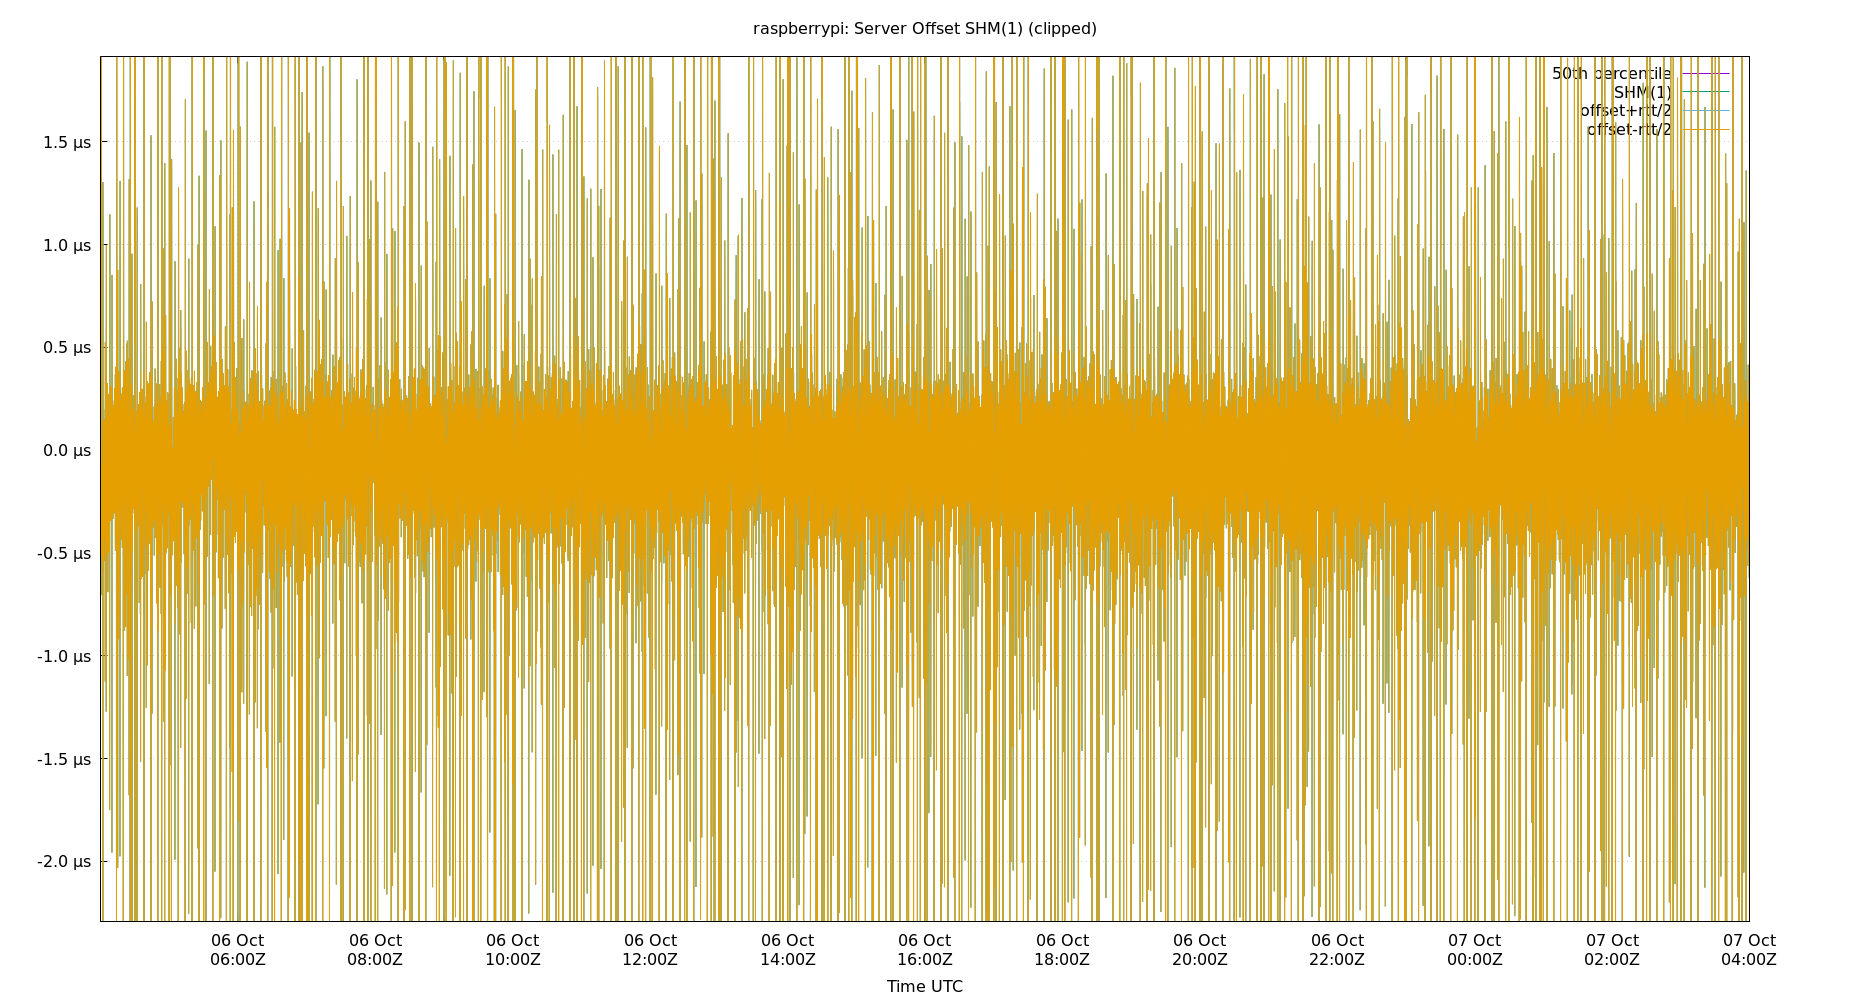 raspberrypi: Server Offset SHM(1) (clipped)
50th percentile
SHM(1)
offset+rtt/2
offset-rtt/2
1.5 µs
1.0 µs
0.5 µs
0.0 µs
-0.5 µs
-1.0 µs
-1.5 µs
-2.0 µs
06 Oct 06 Oct 06 Oct 06 Oct 06 Oct 06 Oct 06 Oct 06 Oct 06 Oct 07 Oct 07 Oct 07 Oct
06:00Z 08:00Z 10:00Z 12:00Z 14:00Z 16:00Z 18:00Z 20:00Z 22:00Z 00:00Z 02:00Z 04:00Z
Time UTC